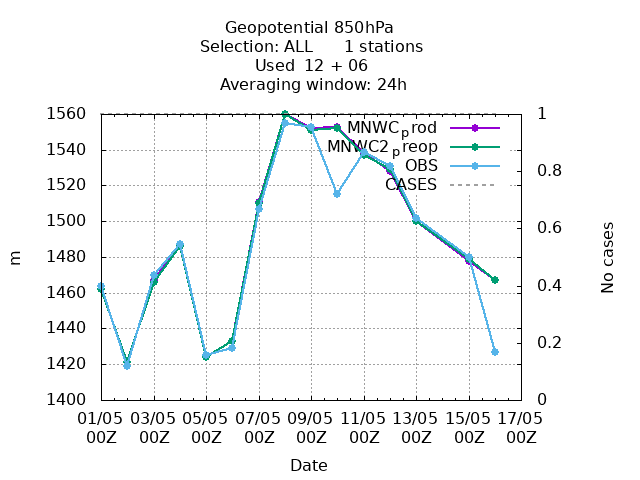 Geopotential 850hPa
Selection: ALL 1 stations
Used 12 + 06
Averaging window: 24h
1560 1
MNWC_prod
1540
MNWC2_preop
OBS
0.8
1520
CASES
1500
0.6
1480
m
No cases
1460 0.4
1440
0.2
1420
1400 0
01/05 03/05 05/05 07/05 09/05 11/05 13/05 15/05 17/05
00Z 00Z 00Z 00Z 00Z 00Z 00Z 00Z 00Z
Date